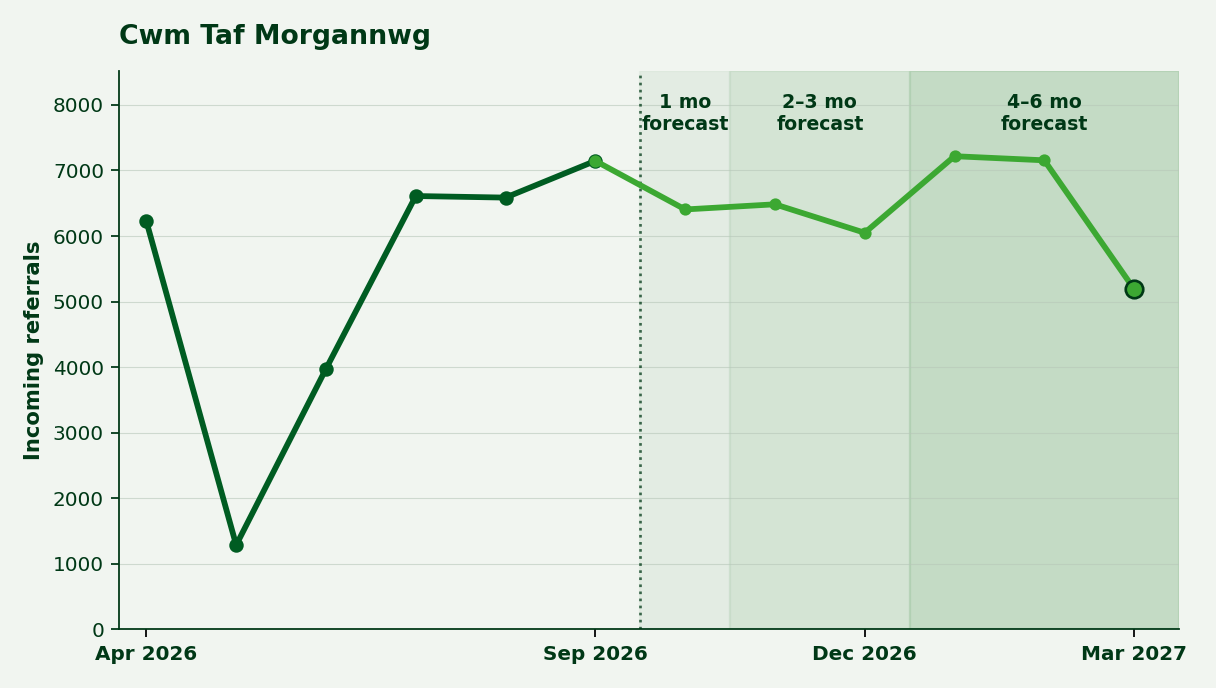 Cwm Taf Morgannwg
Incoming referrals
8000
7000
6000
5000
4000
3000
2000
1000
0
1 mo
forecast
2–3 mo
forecast
4–6 mo
forecast
Apr 2026
Sep 2026
Dec 2026
Mar 2027